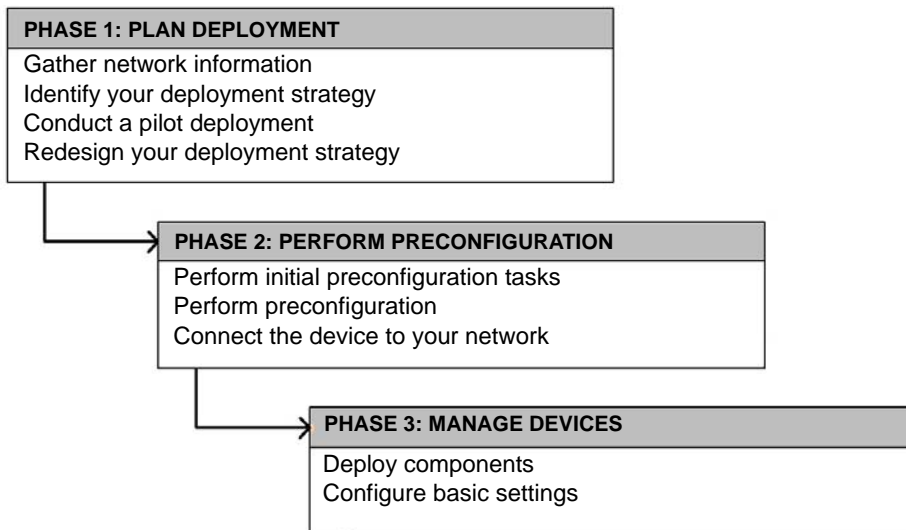 PHASE 1: PLAN DEPLOYMENT
Gather network information
Identify your deployment strategy
Conduct a pilot deployment
Redesign your deployment strategy
PHASE 2: PERFORM PRECONFIGURATION
Perform initial preconfiguration tasks
Perform preconfiguration
Connect the device to your network
PHASE 3: MANAGE DEVICES
Deploy components
Configure basic settings